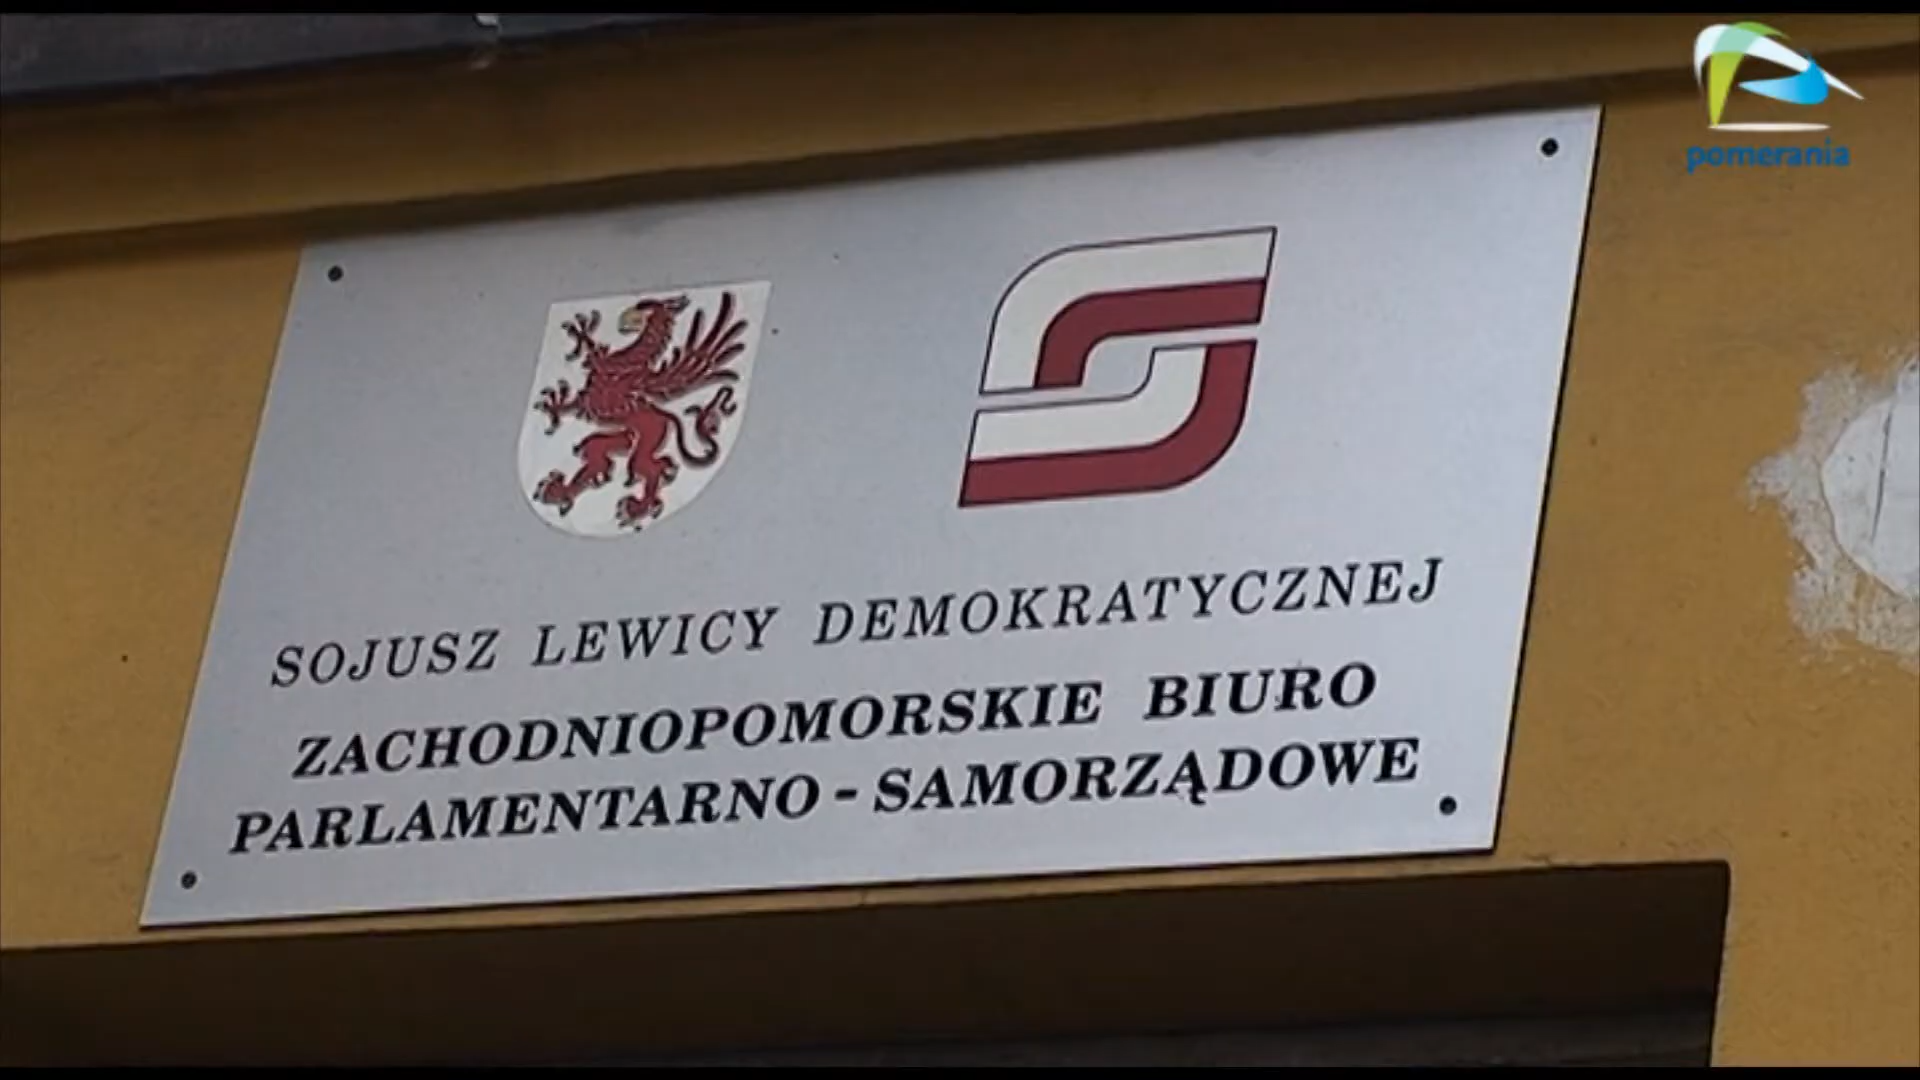 pomerania
SOJUSZ LEWICY DEMOKRATYCZNEJ
ZACHODNIOPOMORSKIE BIURO
PARLAMENTARNO - SAMORZĄDOWE